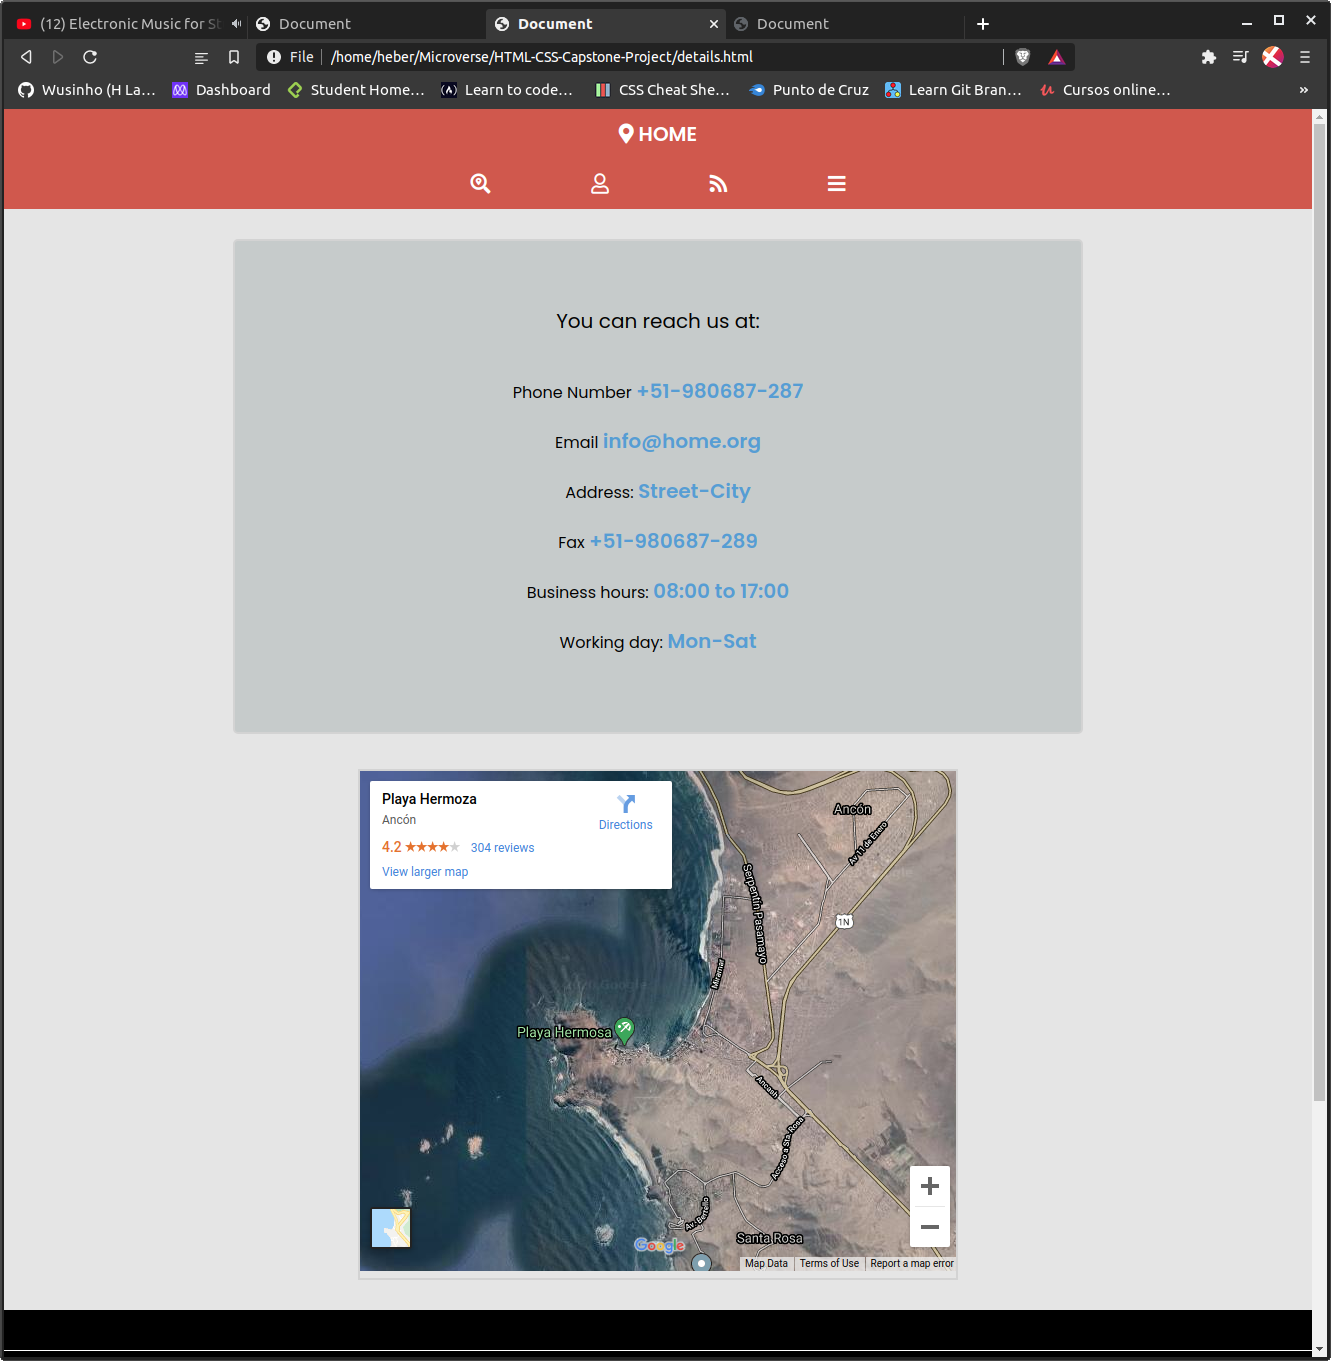 (12) Electronic Music for St
Document
Document
Document
File
/home/heber/Microverse/HTML-CSS-Capstone-Project/details.html
Wusinho (H La...
Dashboard
Student Home...
Learn to code...
CSS Cheat She...
Punto de Cruz
Learn Git Bran...
Cursos online...
»
HOME
You can reach us at:
Phone Number +51-980687-287
Email info@home.org
Address: Street-City
Fax +51-980687-289
Business hours: 08:00 to 17:00
Working day: Mon-Sat
Playa Hermoza
Ancón
4.2
304 reviews
View larger map
Directions
Ancón
Av 11 de Enero
Serpentín Pasamayo
1N
Miramar
Playa Hermosa
Ancash
Acceso a Sta. Rosa
Av. Bertello
Santa Rosa
Google
Map Data
Terms of Use
Report a map error